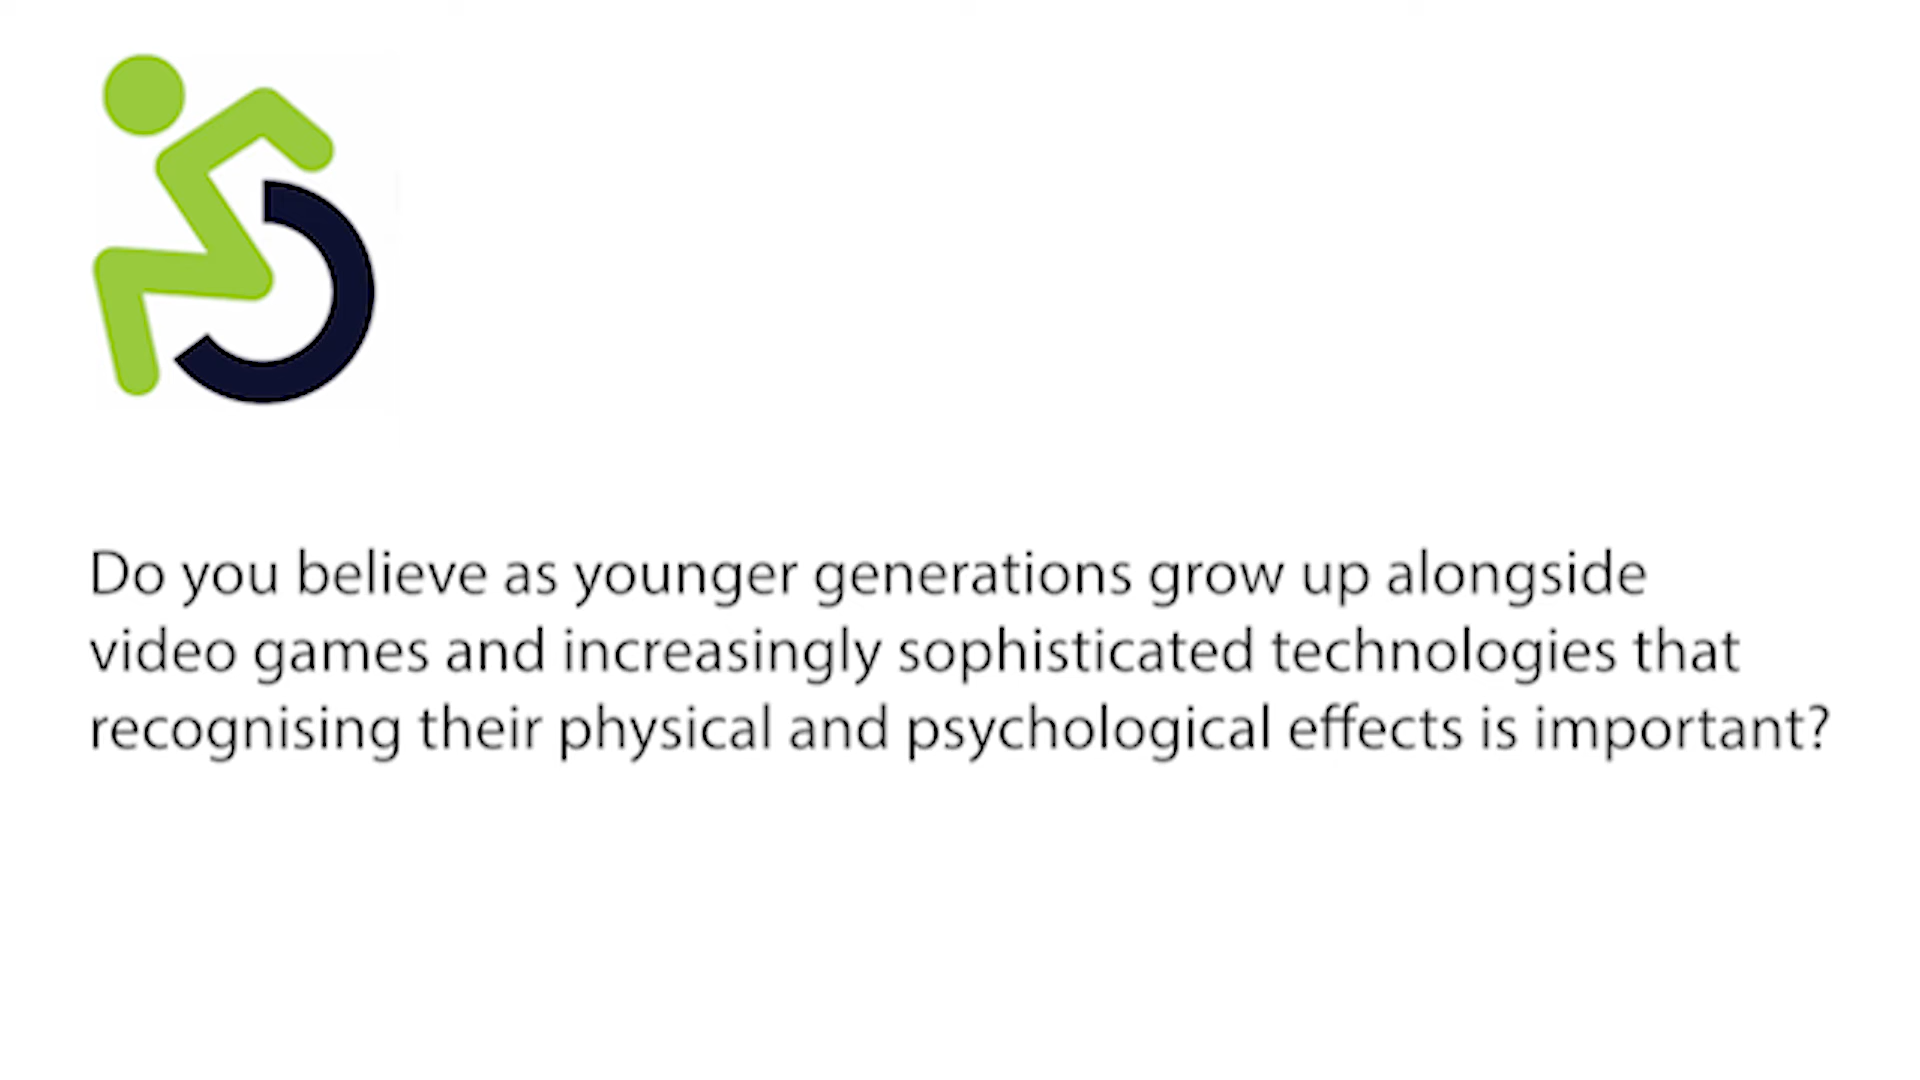 Do you believe as younger generations grow up alongside
video games and increasingly sophisticated technologies that
recognising their physical and psychological effects is important?